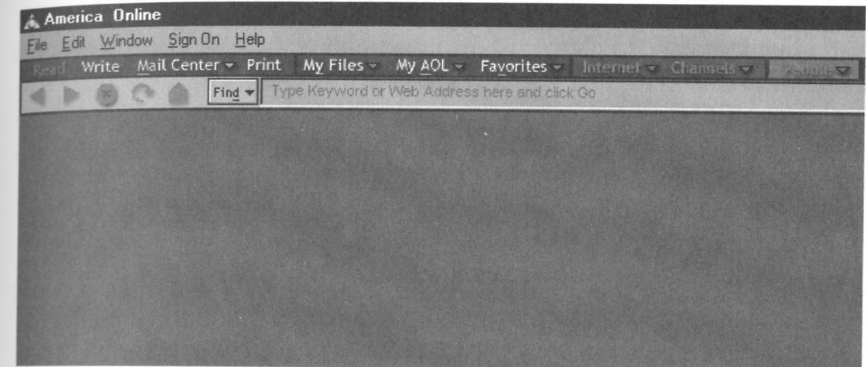 America Online
File Edit Window Sign On Help
Read Write Mail Center Print My Files My AOL Favorites Internet Channels People
Find Type Keyword or Web Address here and click Go